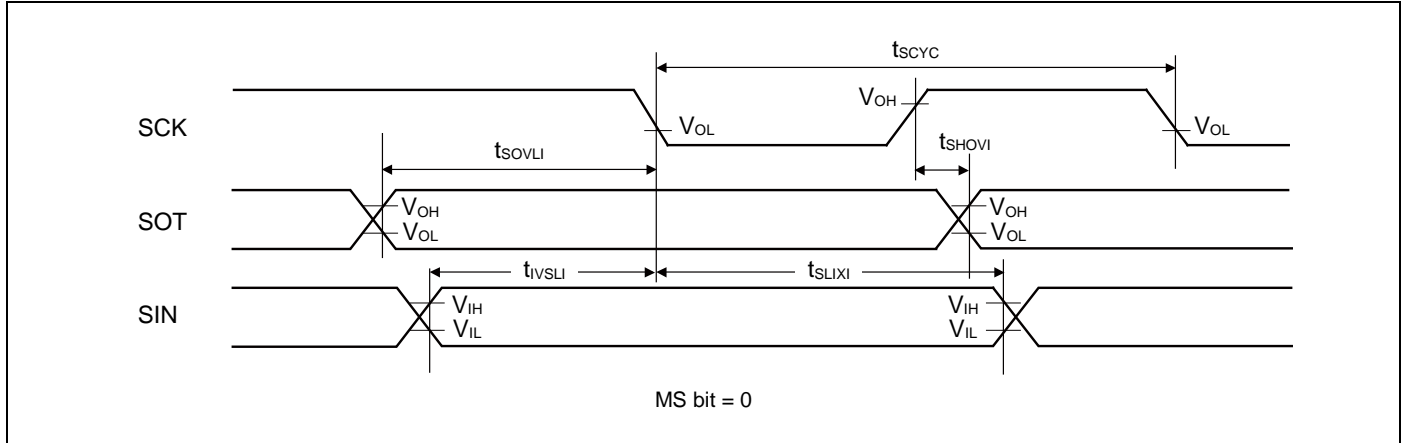 tSCYC
SCK
VOH
VOL
VOL
tSHOVI
tSOVLI
SOT
VOH
VOL
VOH
VOL
tIVSLI
tSLIXI
SIN
VIH
VIL
VIH
VIL
MS bit = 0